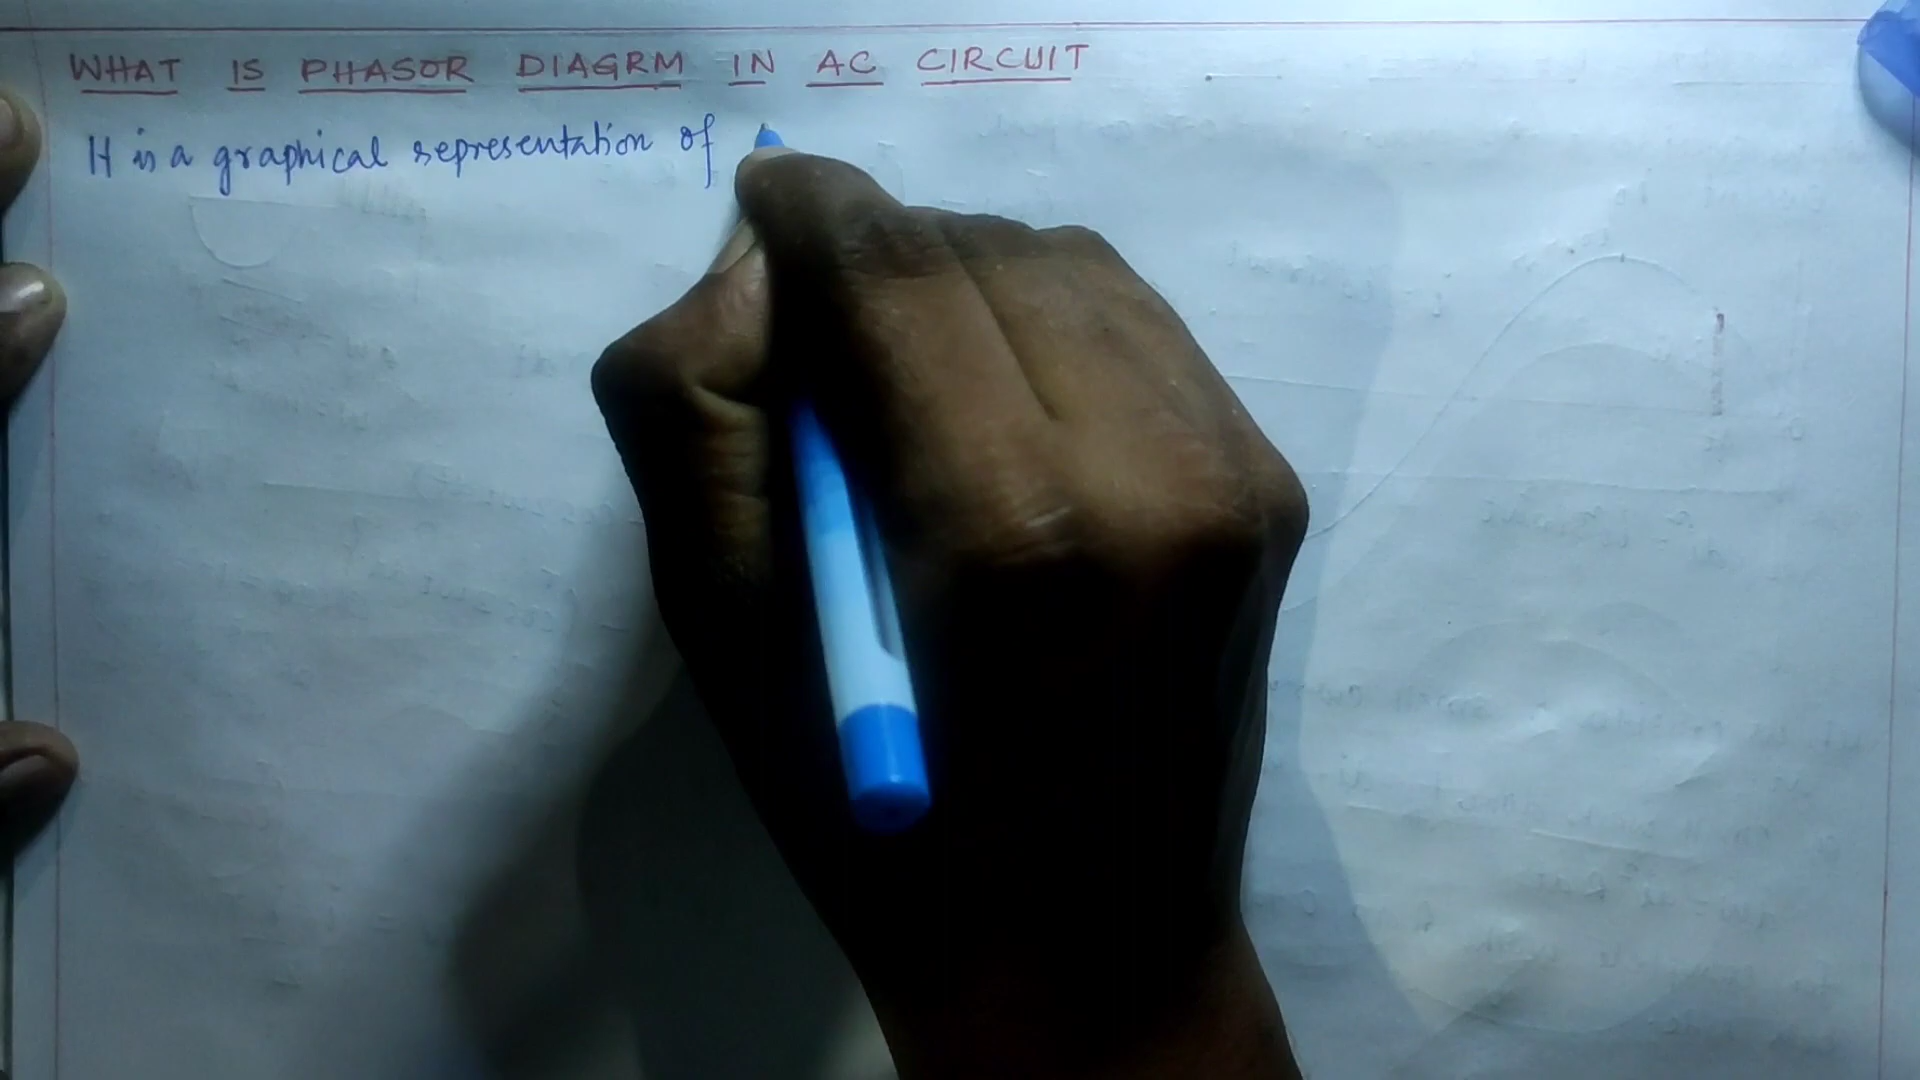 WHAT IS PHASOR DIAGRM IN AC CIRCUIT
It is a graphical representation of